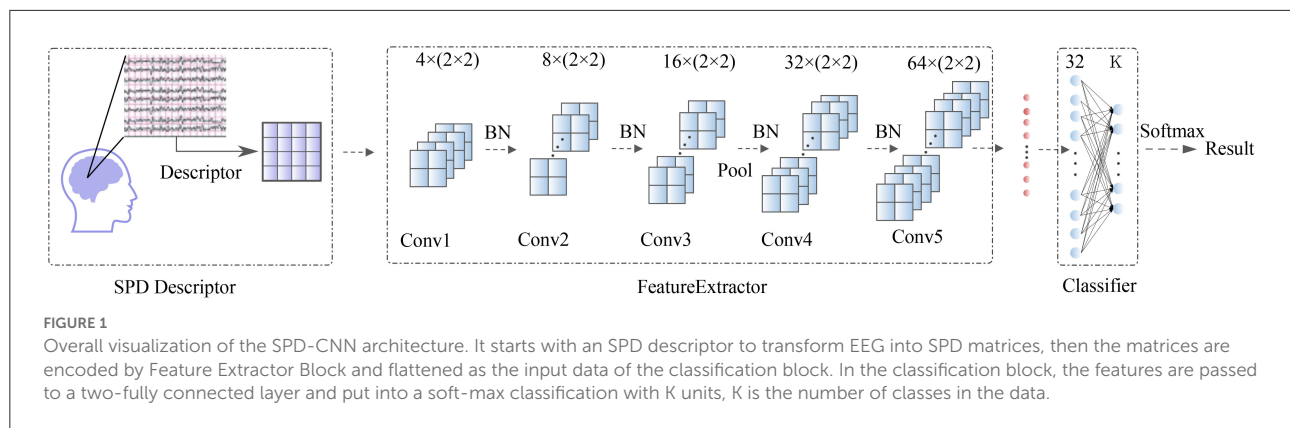 4×(2×2) 8×(2×2) 16×(2×2) 32×(2×2) 64×(2×2) 32 K
BN BN BN BN
Pool
Softmax
Descriptor
Result
Conv1 Conv2 Conv3 Conv4 Conv5
SPD Descriptor FeatureExtractor Classifier
FIGURE 1
Overall visualization of the SPD-CNN architecture. It starts with an SPD descriptor to transform EEG into SPD matrices, then the matrices are
encoded by Feature Extractor Block and flattened as the input data of the classification block. In the classification block, the features are passed
to a two-fully connected layer and put into a soft-max classification with K units, K is the number of classes in the data.